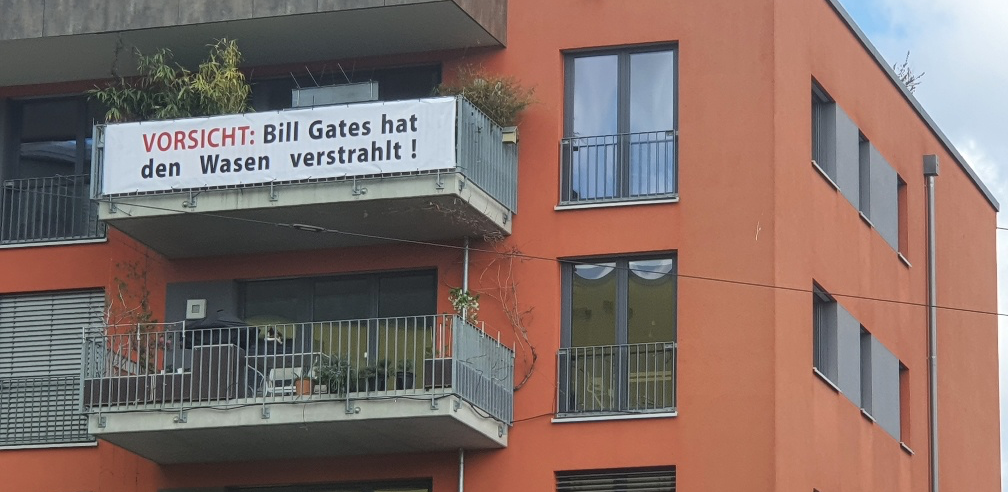 VORSICHT: Bill Gates hat
den Wasen verstrahlt !